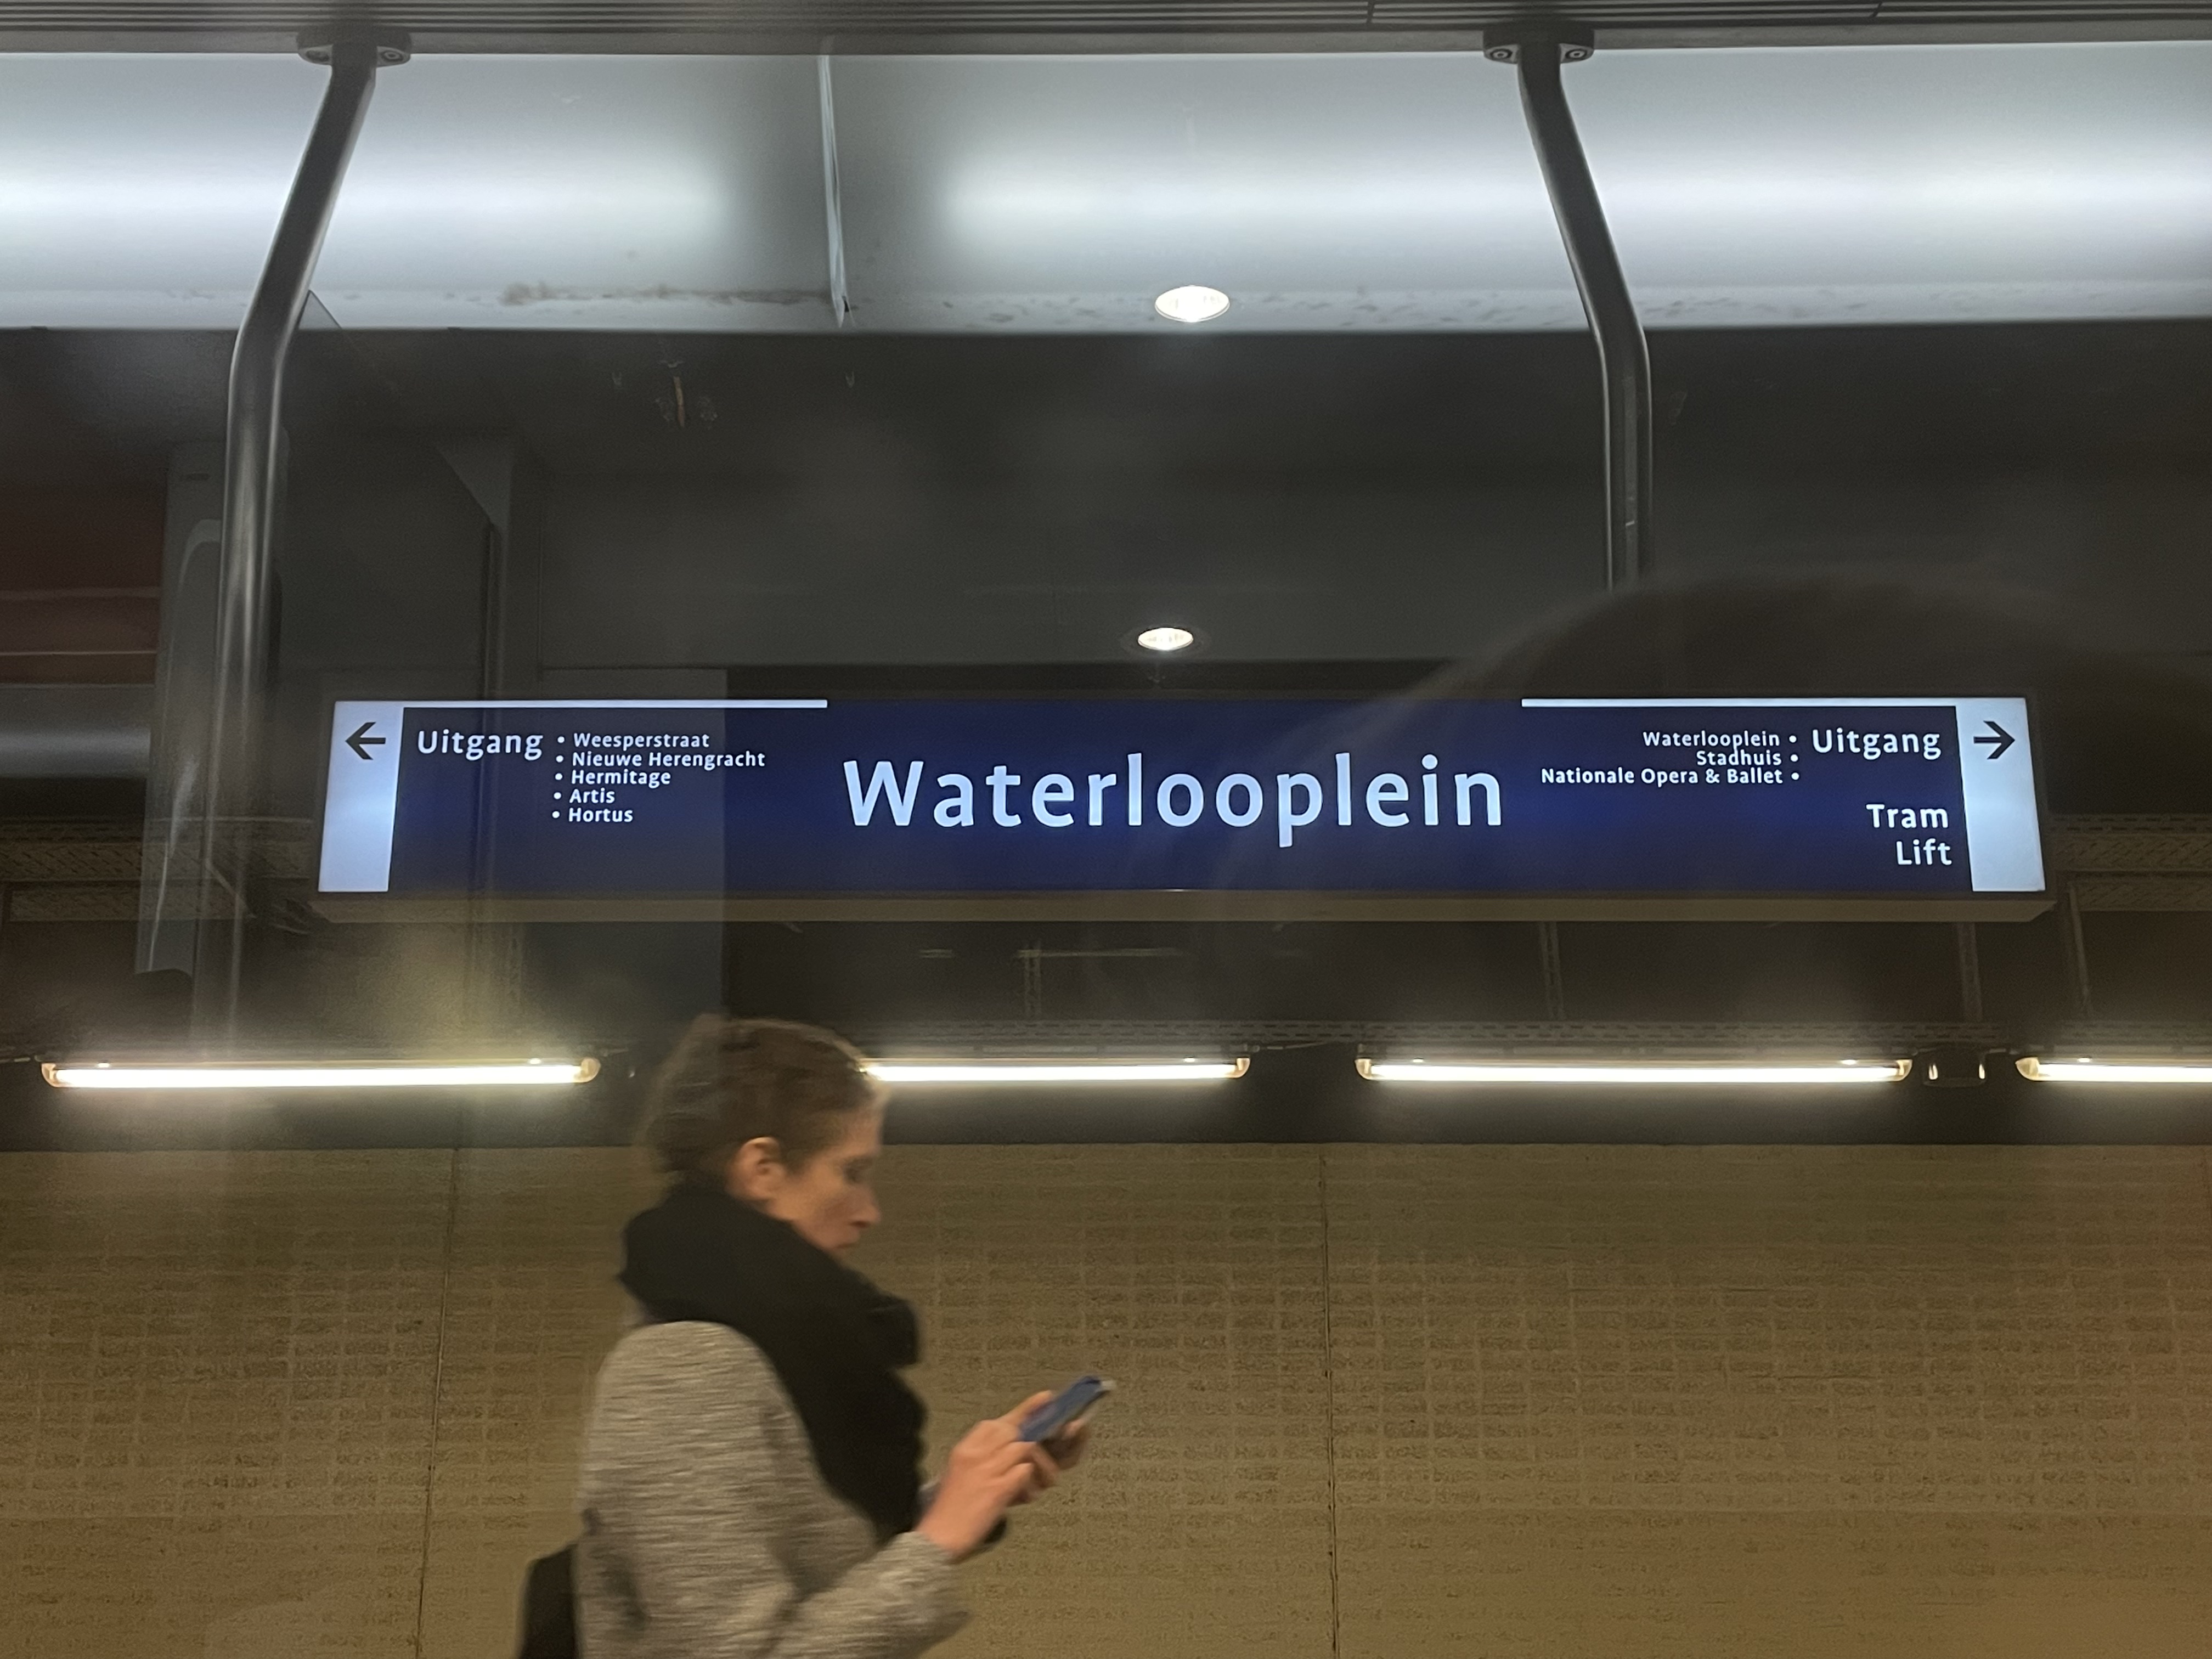 Uitgang • Weesperstraat
• Nieuwe Herengracht
• Hermitage
• Artis
• Hortus
Waterlooplein
Waterlooplein • Uitgang
Stadhuis •
Nationale Opera & Ballet •
Tram
Lift